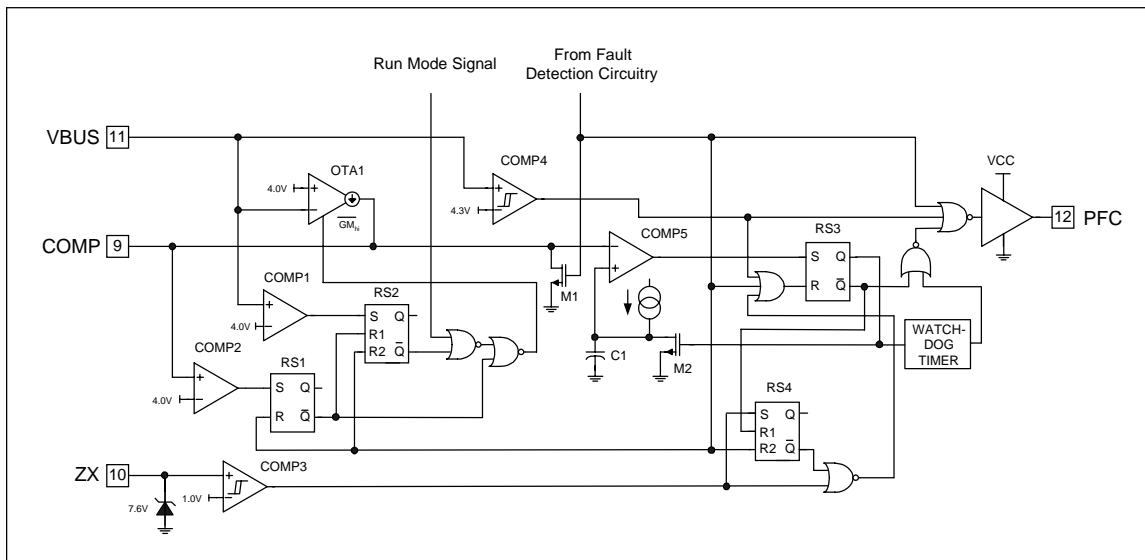 From Fault
Detection Circuitry
Run Mode Signal
VCC
VBUS 11
OTA1
COMP4
4.0V + −
GMhi
4.3V + −
12 PFC
COMP 9
COMP5
RS3
S Q
R Q
− +
COMP1
RS2
M1
4.0V + −
S Q
R1
R2 Q
WATCH-
DOG
TIMER
COMP2
C1
M2
4.0V + −
RS1
S Q
R Q
RS4
S Q
R1
R2 Q
ZX 10
COMP3
1.0V + −
7.6V